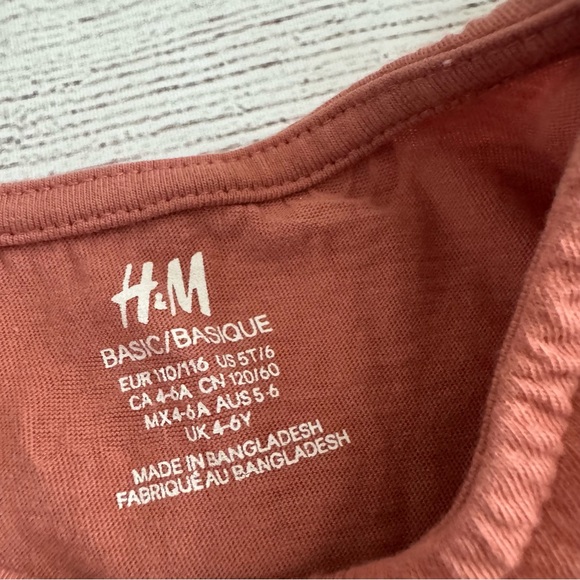 H&M
BASIC/BASIQUE
EUR 110/116 US 5T/6
CA 4-6A CN 120/60
MX 4-6A AUS 5-6
UK 4-6Y
MADE IN BANGLADESH
FABRIQUÉ AU BANGLADESH